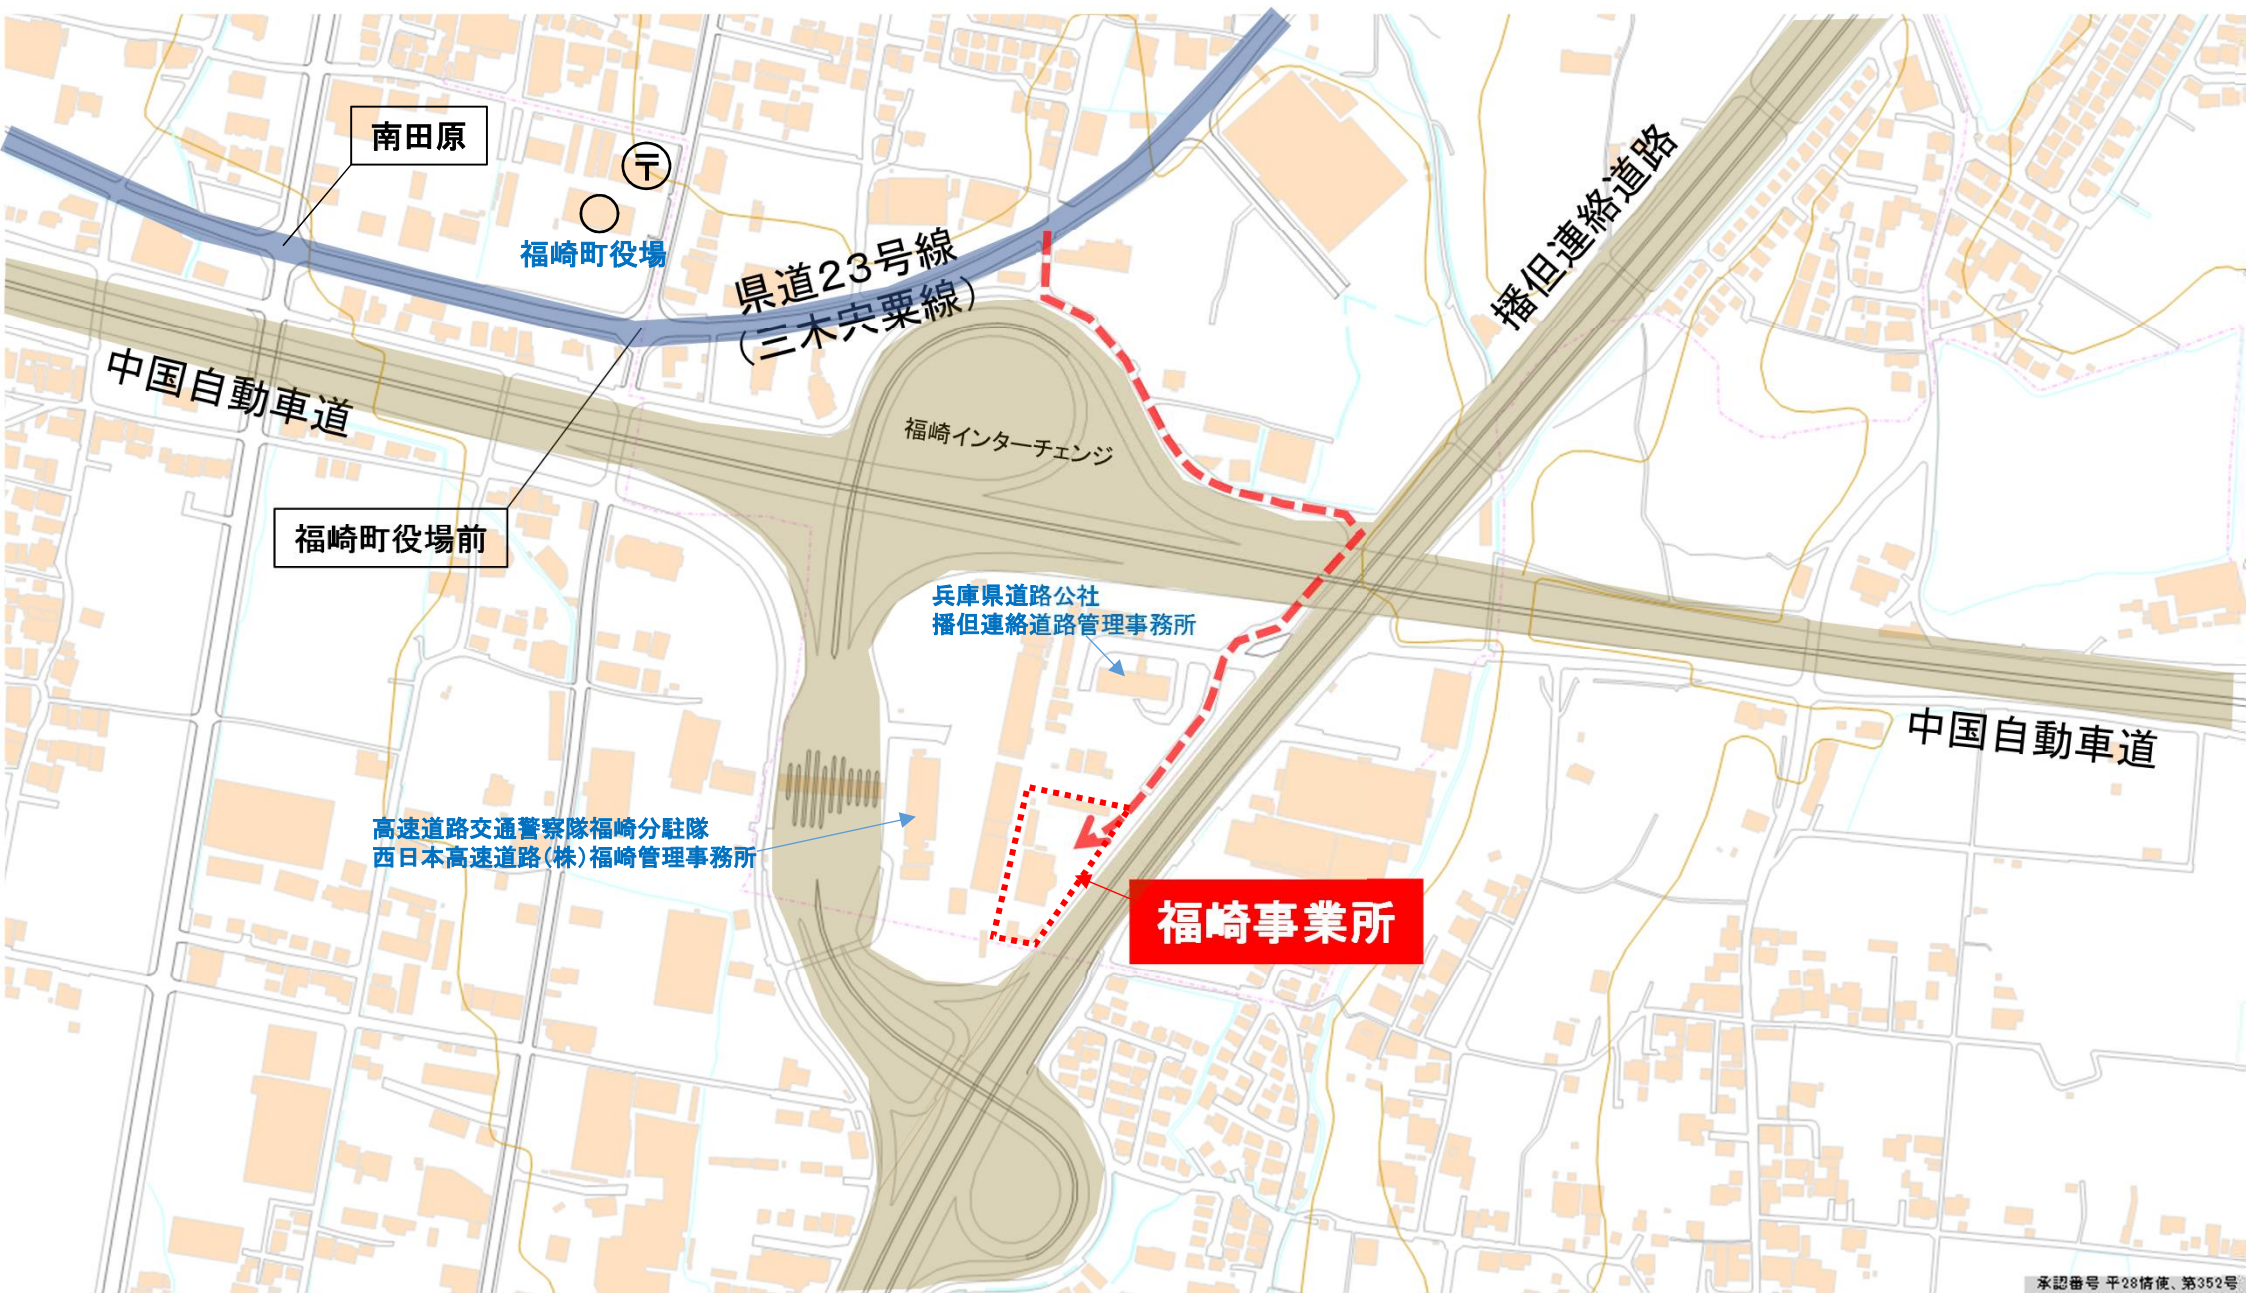 南田原
〒
福崎町役場
県道23号線
(三木宍粟線)
播但連絡道路
中国自動車道
福崎インターチェンジ
福崎町役場前
兵庫県道路公社
播但連絡道路管理事務所
中国自動車道
高速道路交通警察隊福崎分駐隊
西日本高速道路(株)福崎管理事務所
福崎事業所
承認番号 平28情使、第352号